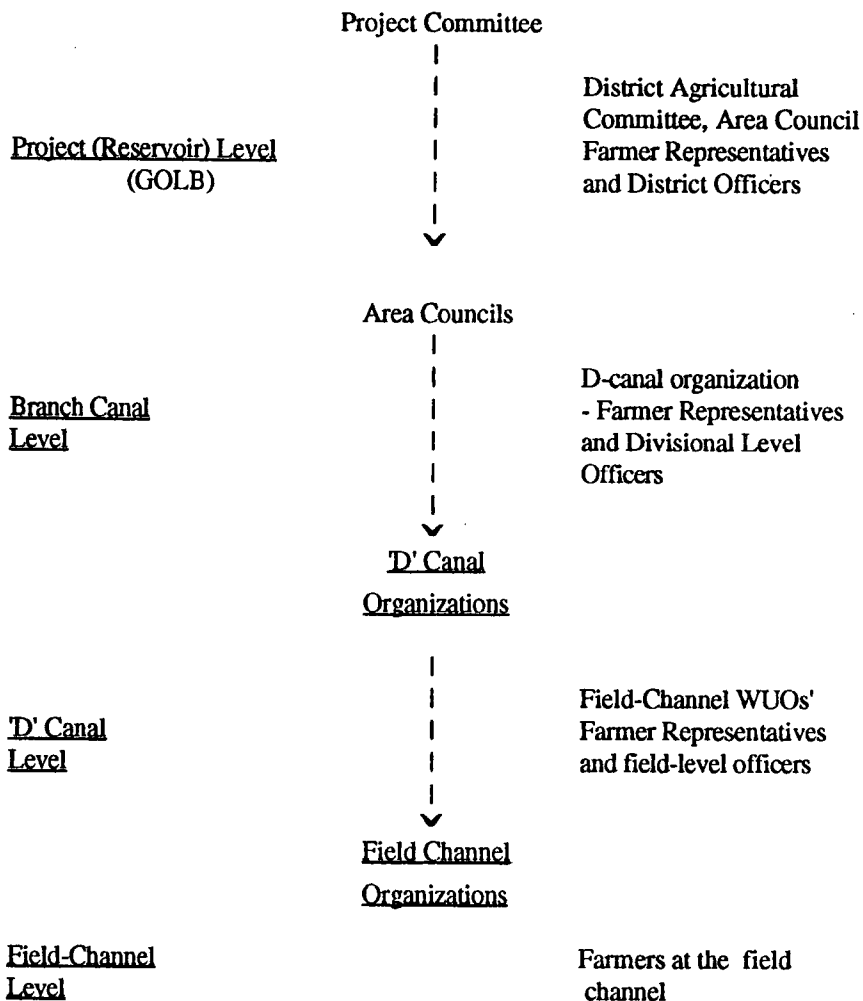 Project Committee
Project (Reservoir) Level
(GOLB)
District Agricultural
Committee, Area Council
Farmer Representatives
and District Officers
Area Councils
Branch Canal
Level
D-canal organization
- Farmer Representatives
and Divisional Level
Officers
'D' Canal
Organizations
'D' Canal
Level
Field-Channel WUOs'
Farmer Representatives
and field-level officers
Field Channel
Organizations
Field-Channel
Level
Farmers at the field
channel